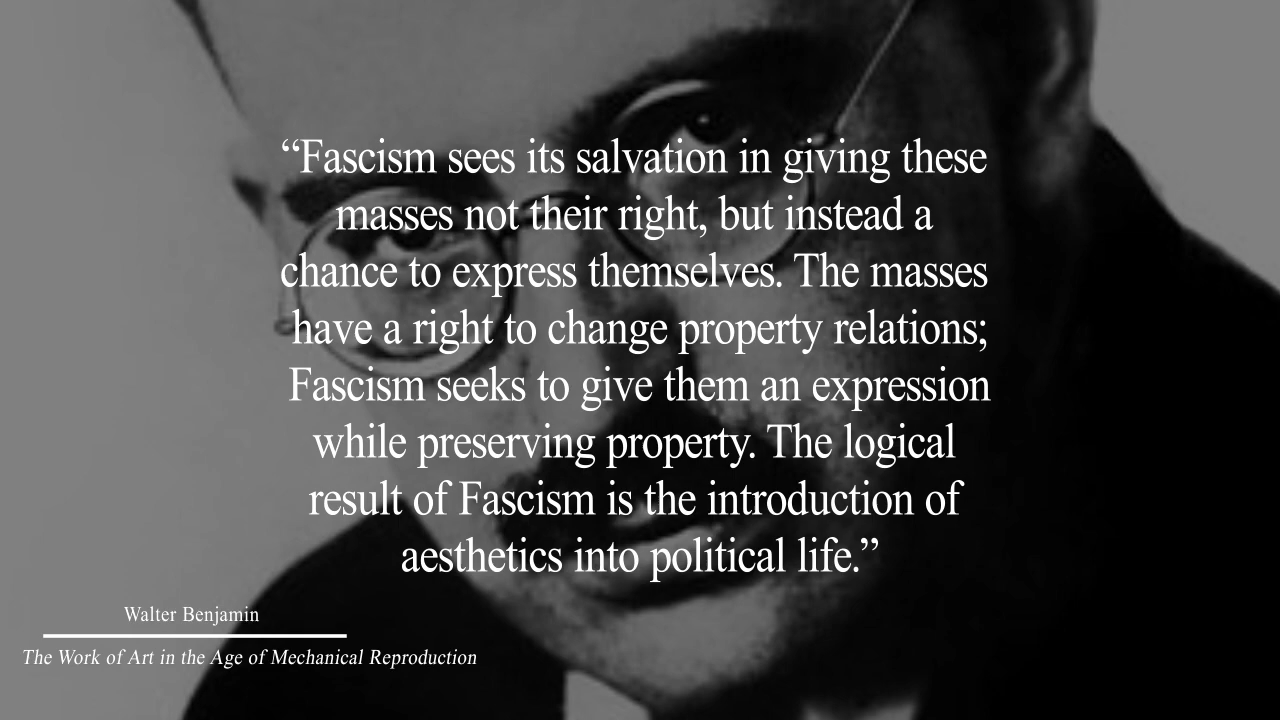 “Fascism sees its salvation in giving these
masses not their right, but instead a
chance to express themselves. The masses
have a right to change property relations;
Fascism seeks to give them an expression
while preserving property. The logical
result of Fascism is the introduction of
aesthetics into political life.”
Walter Benjamin
The Work of Art in the Age of Mechanical Reproduction